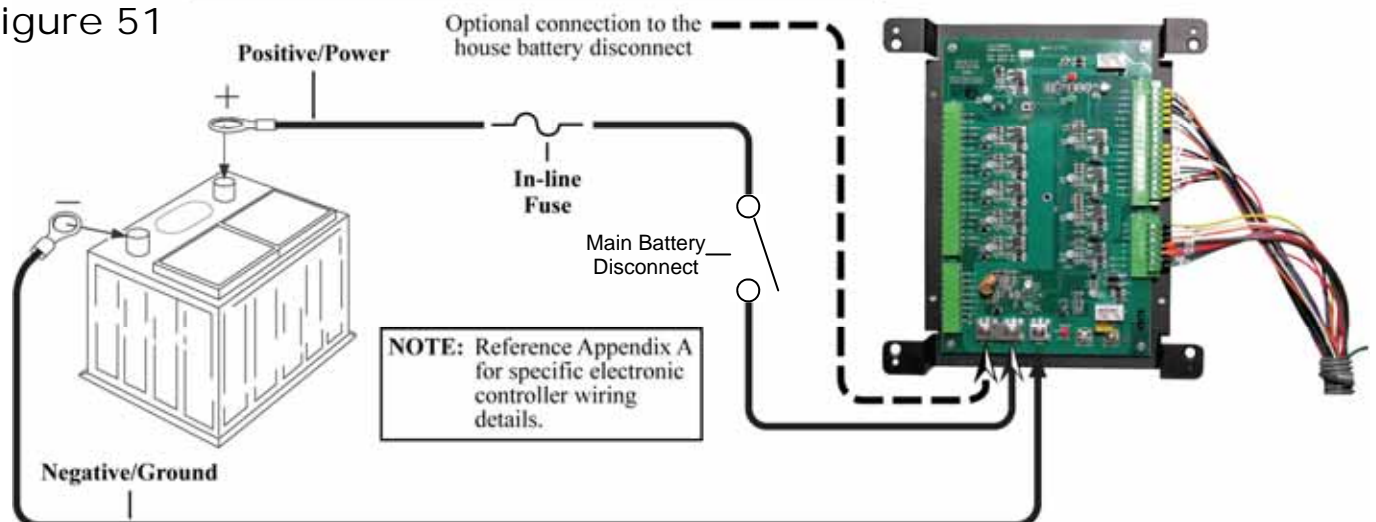 igure 51
Optional connection to the
house battery disconnect
Positive/Power
+
In-line
Fuse
Main Battery
Disconnect
−
NOTE: Reference Appendix A
for specific electronic
controller wiring
details.
Negative/Ground